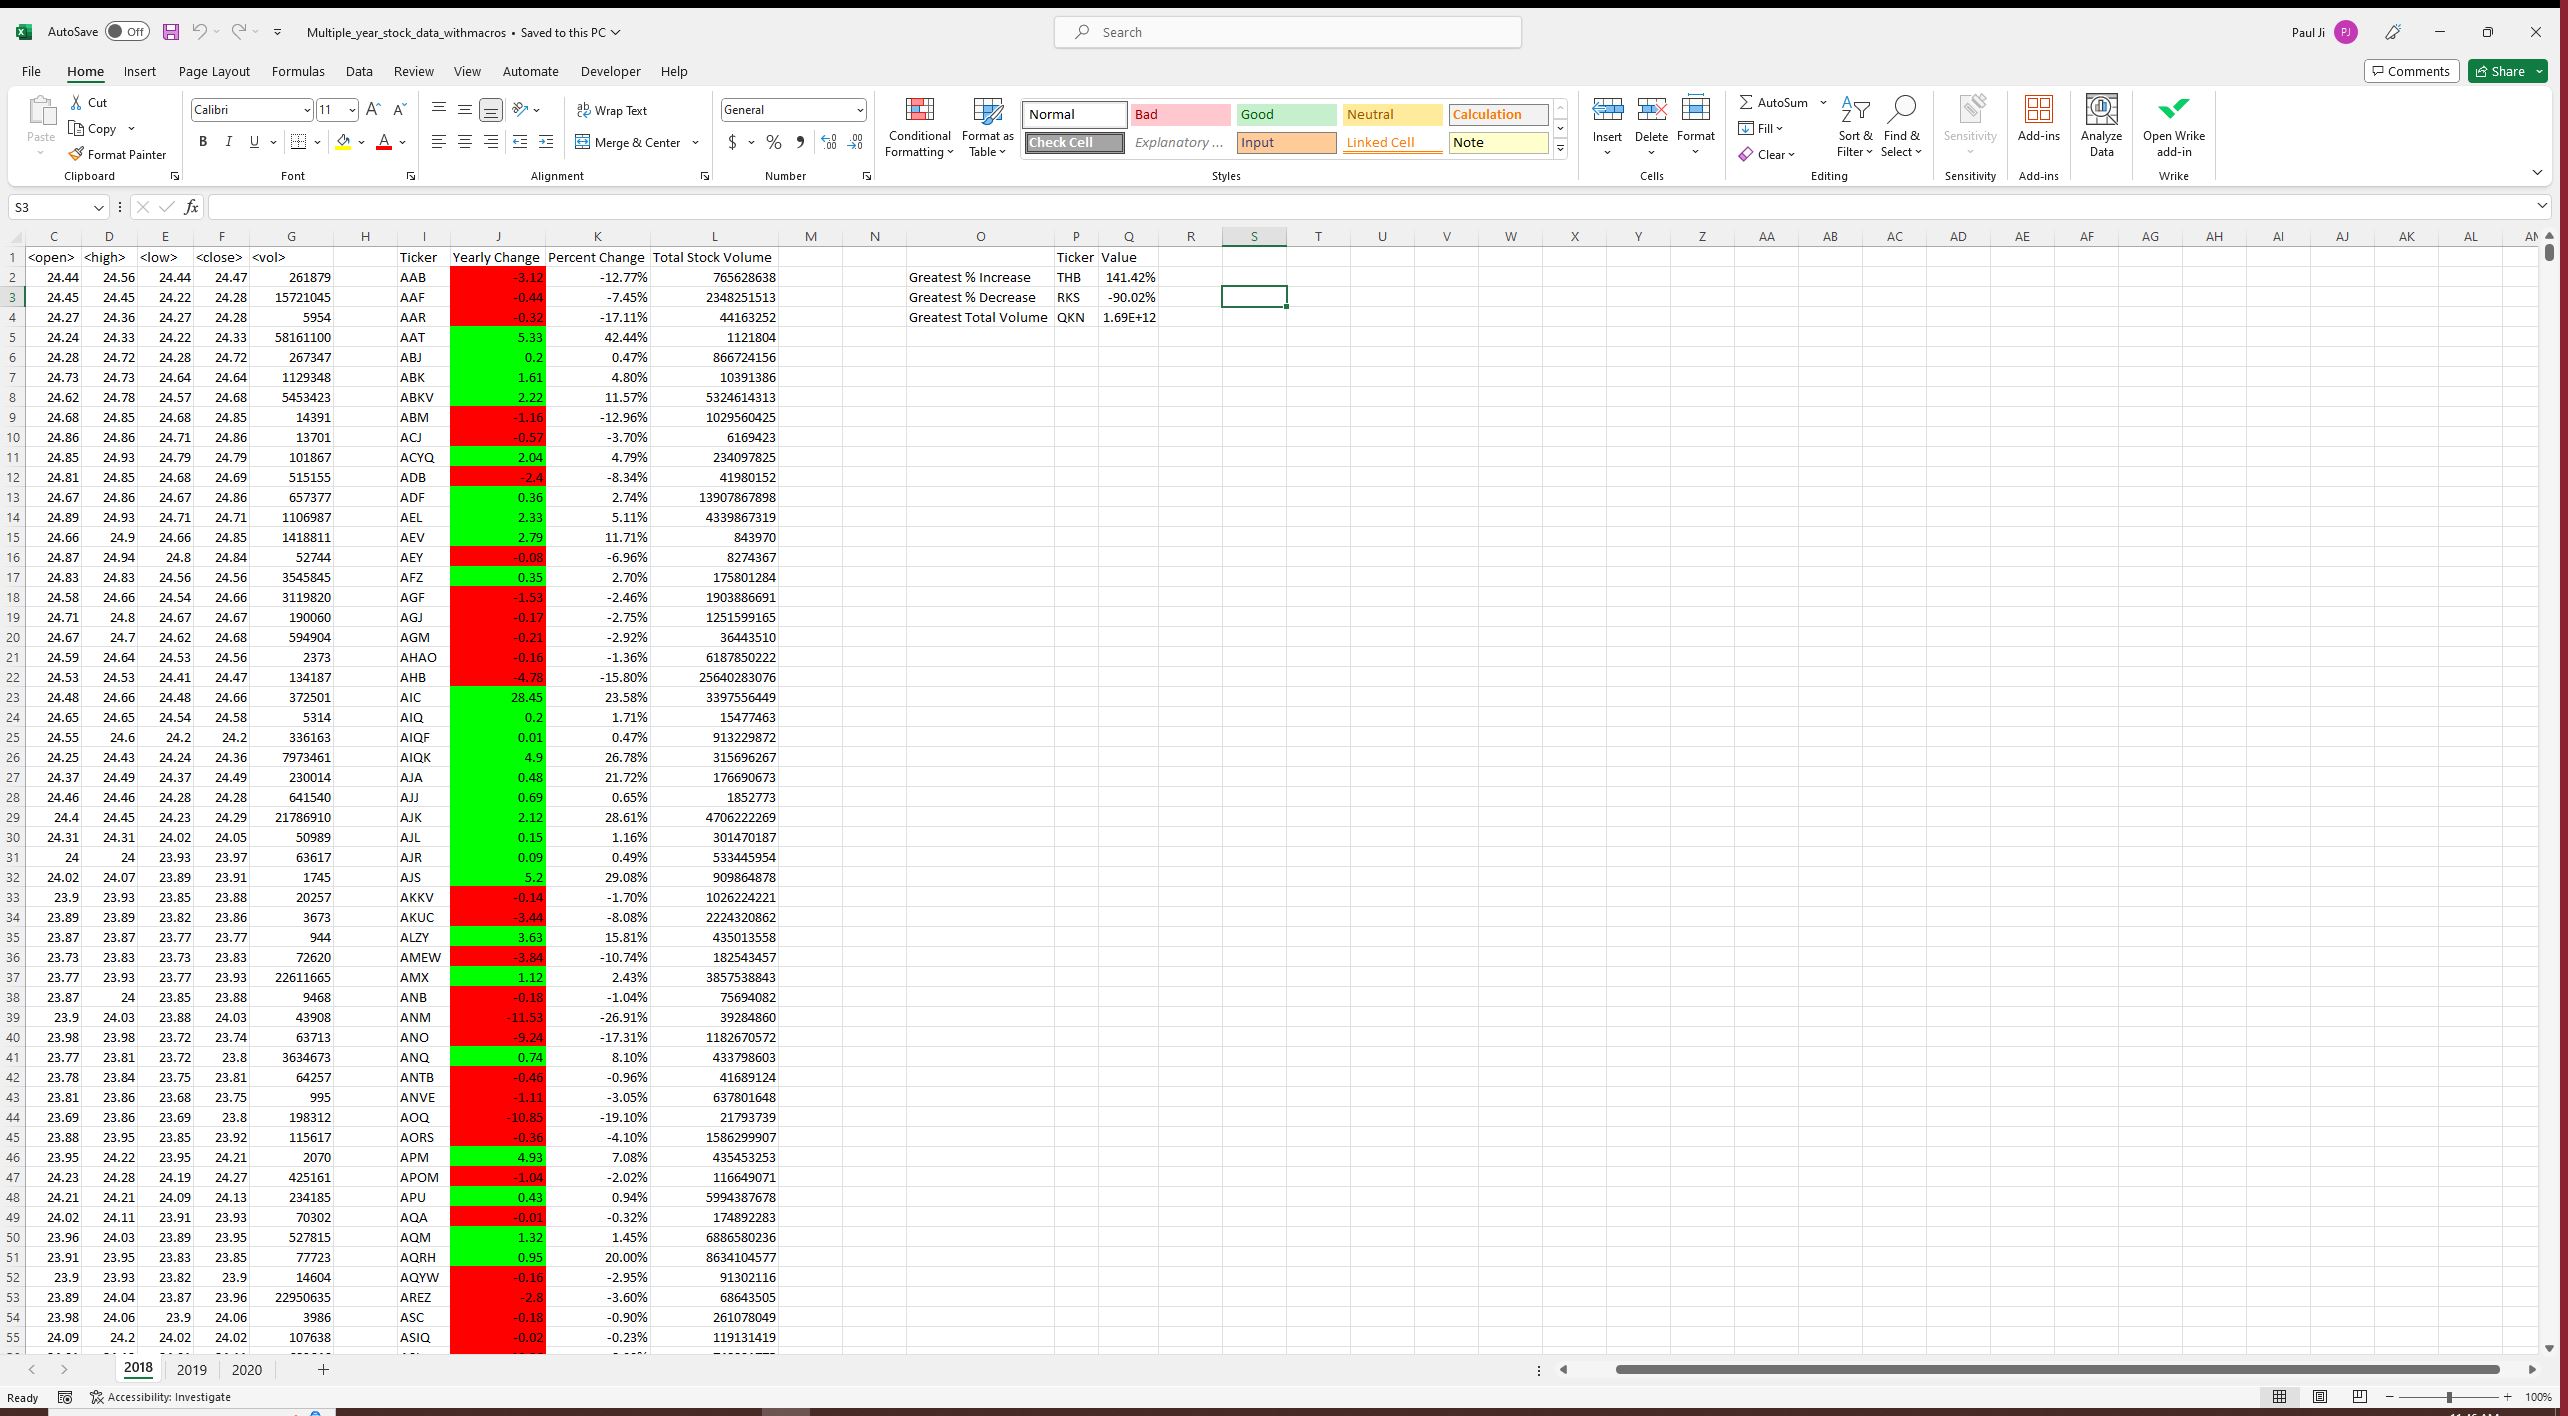 AutoSave Off Multiple_year_stock_data_withmacros • Saved to this PC Search Paul Ji PJ
File Home Insert Page Layout Formulas Data Review View Automate Developer Help Comments Share
Paste Cut Copy Format Painter Clipboard
Calibri 11 B I U Font
Wrap Text Merge & Center Alignment
General $ % Number
Conditional Formatting Format as Table Normal Bad Good Neutral Calculation
Check Cell Explanatory ... Input Linked Cell Note Styles
Insert Delete Format Cells
AutoSum Fill Clear Sort & Filter Find & Select Editing
Sensitivity Sensitivity Add-ins Add-ins Analyze Data Open Wrike add-in Wrike
S3 fx
C D E F G H I J K L M N O P Q R S T U V W X Y Z AA AB AC AD AE AF AG AH AI AJ AK AL
1 <open> <high> <low> <close> <vol> Ticker Yearly Change Percent Change Total Stock Volume Ticker Value
2 24.44 24.56 24.44 24.47 261879 AAB -3.12 -12.77% 765628638 Greatest % Increase THB 141.42%
3 24.45 24.45 24.22 24.28 15721045 AAF -0.44 -7.45% 2348251513 Greatest % Decrease RKS -90.02%
4 24.27 24.36 24.27 24.28 5954 AAR -0.32 -17.11% 44163252 Greatest Total Volume QKN 1.69E+12
5 24.24 24.33 24.22 24.33 58161100 AAT 5.33 42.44% 1121804
6 24.28 24.72 24.28 24.72 267347 ABJ 0.2 0.47% 866724156
7 24.73 24.73 24.64 24.64 1129348 ABK 1.61 4.80% 10391386
8 24.62 24.78 24.57 24.68 5453423 ABKV 2.22 11.57% 5324614313
9 24.68 24.85 24.68 24.85 14391 ABM -1.16 -12.96% 1029560425
10 24.86 24.86 24.71 24.86 13701 ACJ -0.57 -3.70% 6169423
11 24.85 24.93 24.79 24.79 101867 ACYQ 2.04 4.79% 234097825
12 24.81 24.85 24.68 24.69 515155 ADB -2.4 -8.34% 41980152
13 24.67 24.86 24.67 24.86 657377 ADF 0.36 2.74% 13907867898
14 24.89 24.93 24.71 24.71 1106987 AEL 2.33 5.11% 4339867319
15 24.66 24.9 24.66 24.85 1418811 AEV 2.79 11.71% 843970
16 24.87 24.94 24.8 24.84 52744 AEY -0.08 -6.96% 8274367
17 24.83 24.83 24.56 24.56 3545845 AFZ 0.35 2.70% 175801284
18 24.58 24.66 24.54 24.66 3119820 AGF -1.53 -2.46% 1903886691
19 24.71 24.8 24.67 24.67 190060 AGJ -0.17 -2.75% 1251599165
20 24.67 24.7 24.62 24.68 594904 AGM -0.21 -2.92% 36443510
21 24.59 24.64 24.53 24.56 2373 AHAO -0.16 -1.36% 6187850222
22 24.53 24.53 24.41 24.47 134187 AHB -4.78 -15.80% 25640283076
23 24.48 24.66 24.48 24.66 372501 AIC 28.45 23.58% 3397556449
24 24.65 24.65 24.54 24.58 5314 AIQ 0.2 1.71% 15477463
25 24.55 24.6 24.2 24.2 336163 AIQF 0.01 0.47% 913229872
26 24.25 24.43 24.24 24.36 7973461 AIQK 4.9 26.78% 315696267
27 24.37 24.49 24.37 24.49 230014 AJA 0.48 21.72% 176690673
28 24.46 24.46 24.28 24.28 641540 AJJ 0.69 0.65% 1852773
29 24.4 24.45 24.23 24.29 21786910 AJK 2.12 28.61% 4706222269
30 24.31 24.31 24.02 24.05 50989 AJL 0.15 1.16% 301470187
31 24 24 23.93 23.97 63617 AJR 0.09 0.49% 533445954
32 24.02 24.07 23.89 23.91 1745 AJS 5.2 29.08% 909864878
33 23.9 23.93 23.85 23.88 20257 AKKV -0.14 -1.70% 1026224221
34 23.89 23.89 23.82 23.86 3673 AKUC -3.44 -8.08% 2224320862
35 23.87 23.87 23.77 23.77 944 ALZY 3.63 15.81% 435013558
36 23.73 23.83 23.73 23.83 72620 AMEW -3.84 -10.74% 182543457
37 23.77 23.93 23.77 23.93 22611665 AMX 1.12 2.43% 3857538843
38 23.87 24 23.85 23.88 9468 ANB -0.18 -1.04% 75694082
39 23.9 24.03 23.88 24.03 43908 ANM -11.53 -26.91% 39284860
40 23.98 23.98 23.72 23.74 63713 ANO -9.24 -17.31% 1182670572
41 23.77 23.81 23.72 23.8 3634673 ANQ 0.74 8.10% 433798603
42 23.78 23.84 23.75 23.81 64257 ANTB -0.46 -0.96% 41689124
43 23.81 23.86 23.68 23.75 995 ANVE -1.11 -3.05% 637801648
44 23.69 23.86 23.69 23.8 198312 AOQ -10.85 -19.10% 21793739
45 23.88 23.95 23.85 23.92 115617 AORS -0.36 -4.10% 1586299907
46 23.95 24.22 23.95 24.21 2070 APM 4.93 7.08% 435453253
47 24.23 24.28 24.19 24.27 425161 APOM -1.04 -2.02% 116649071
48 24.21 24.21 24.09 24.13 234185 APU 0.43 0.94% 5994387678
49 24.02 24.11 23.91 23.93 70302 AQA -0.01 -0.32% 174892283
50 23.96 24.03 23.89 23.95 527815 AQM 1.32 1.45% 6886580236
51 23.91 23.95 23.83 23.85 77723 AQRH 0.95 20.00% 8634104577
52 23.9 23.93 23.82 23.9 14604 AQYW -0.16 -2.95% 91302116
53 23.89 24.04 23.87 23.96 22950635 AREZ -2.8 -3.60% 68643505
54 23.98 24.06 23.9 24.06 3986 ASC -0.18 -0.90% 261078049
55 24.09 24.2 24.02 24.02 107638 ASIQ -0.02 -0.23% 119131419
2018 2019 2020
Ready Accessibility: Investigate 100%